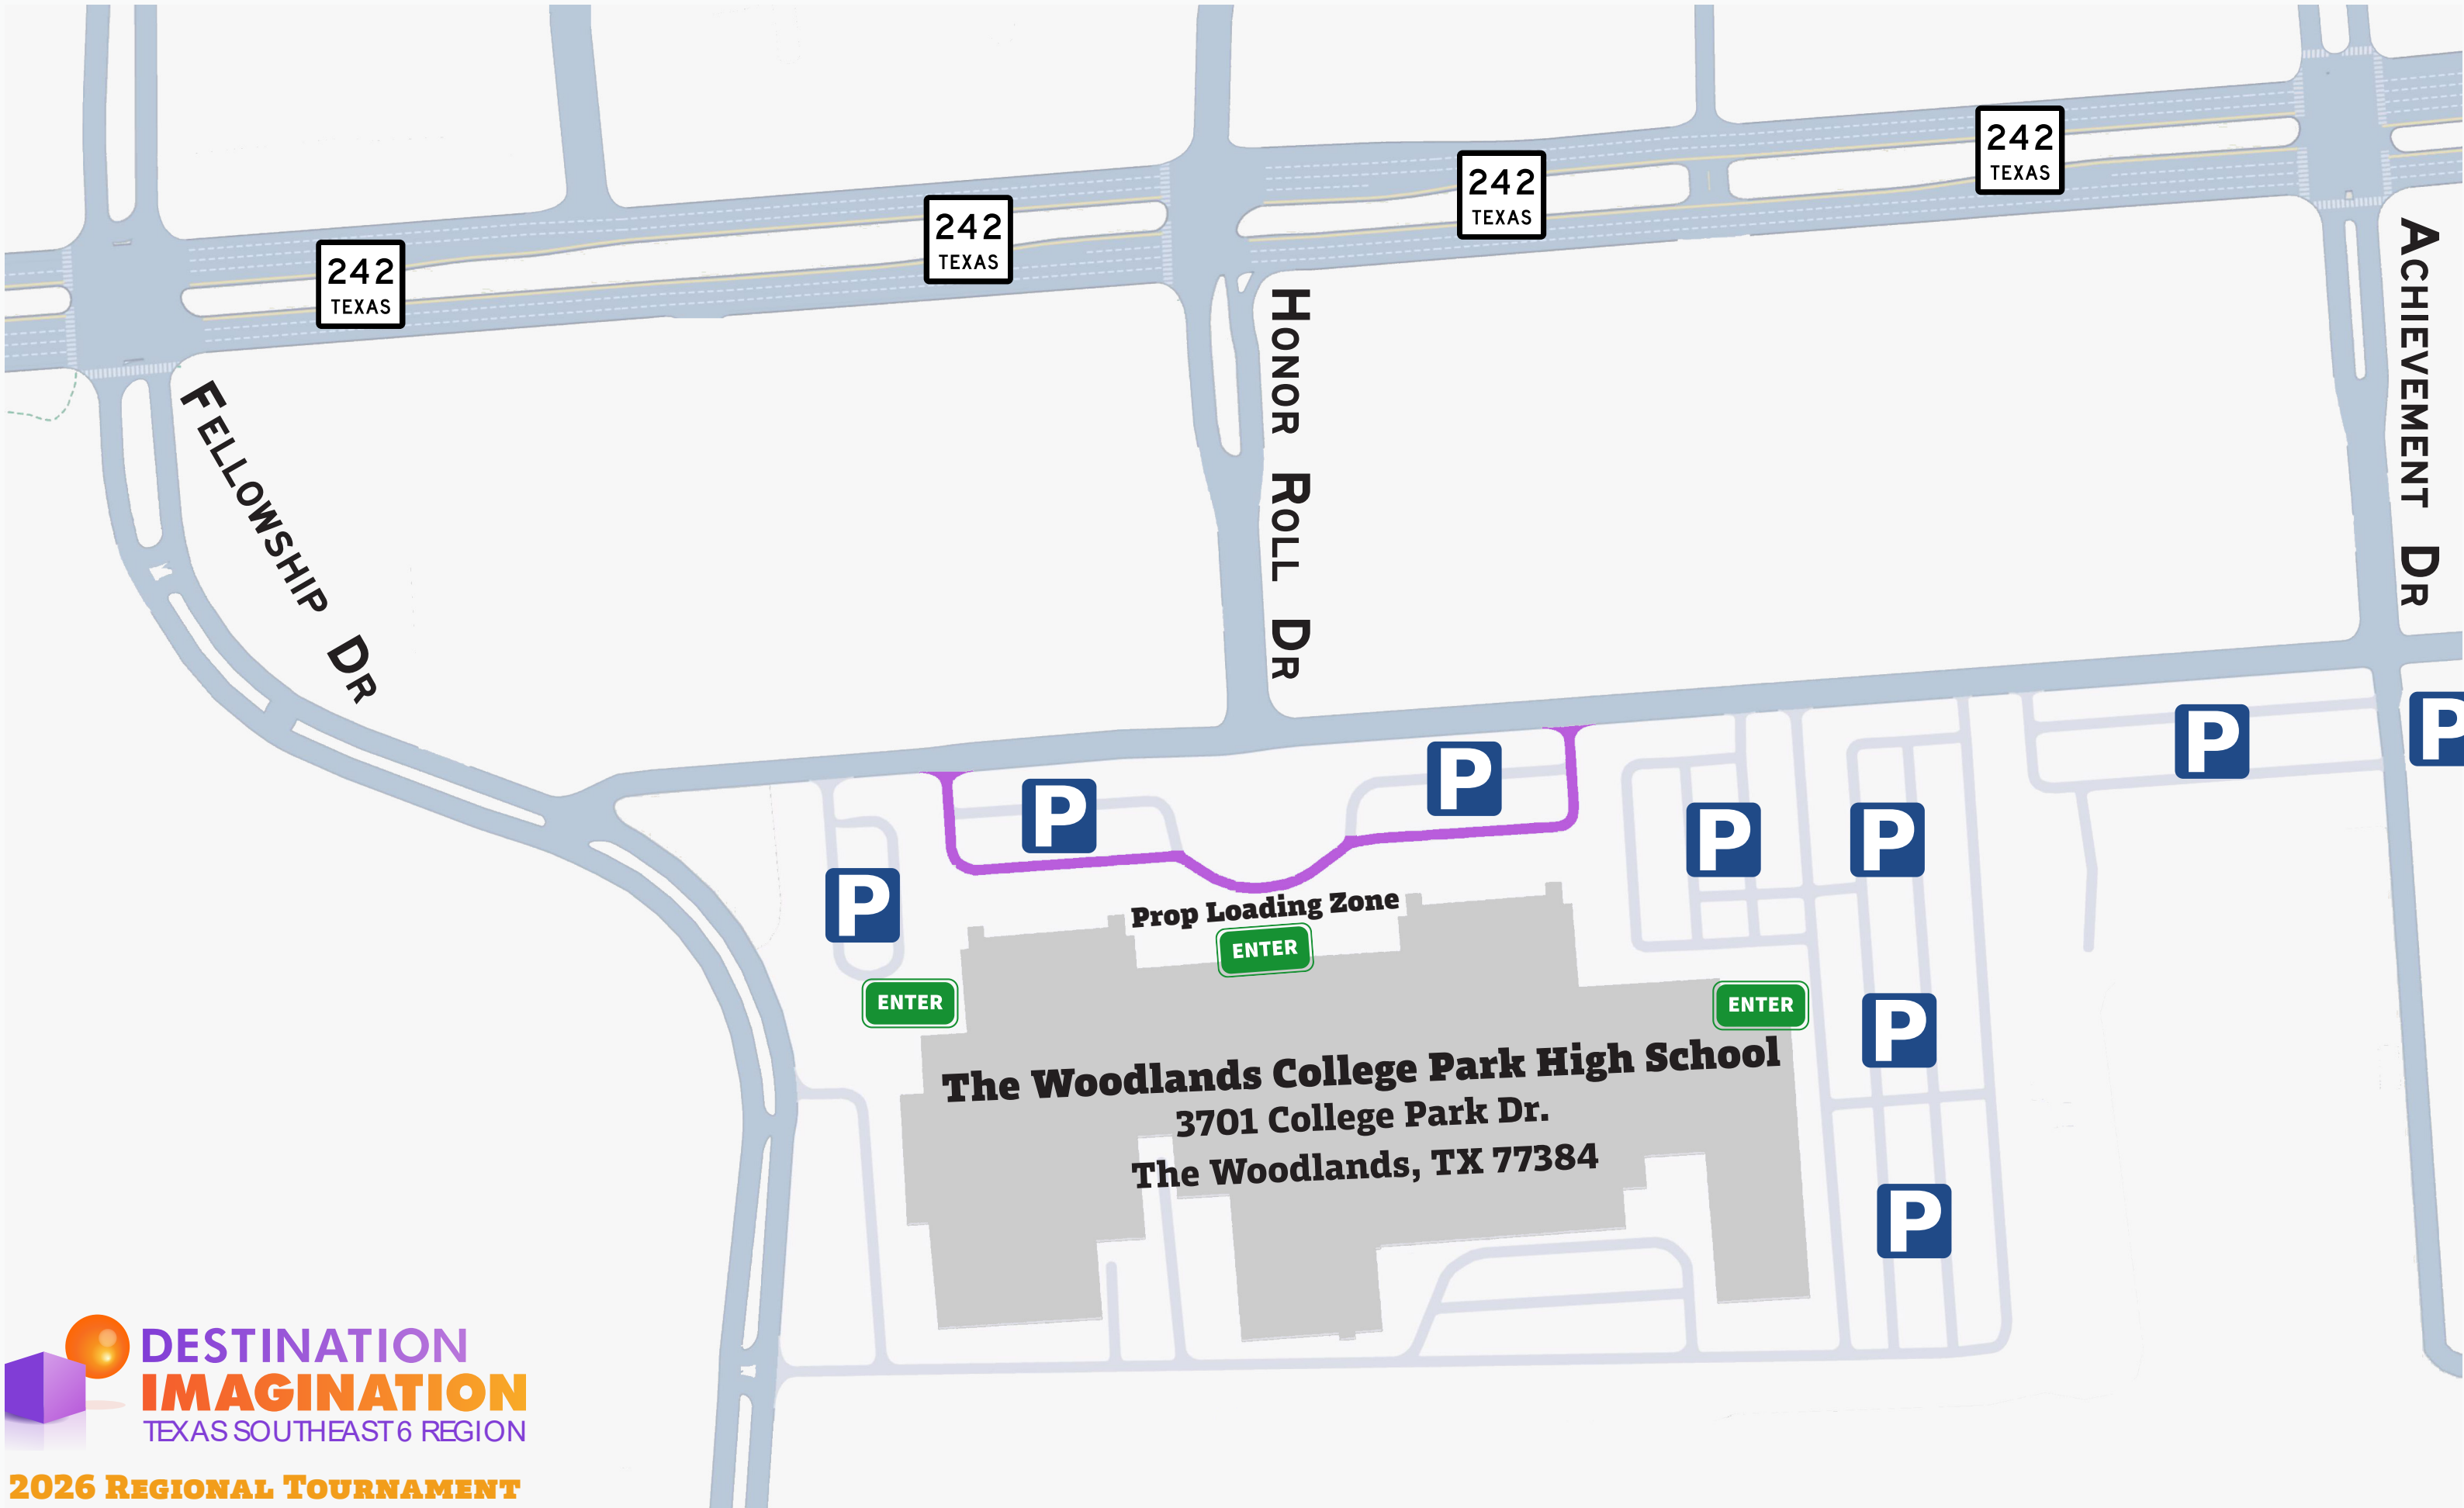 242
TEXAS
242
TEXAS
242
TEXAS
242
TEXAS
Fellowship Dr
Honor Roll Dr
Achievement Dr
P
P
P
P
P
P
P
P
P
Prop Loading Zone
ENTER
ENTER
ENTER
The Woodlands College Park High School
3701 College Park Dr.
The Woodlands, TX 77384
DESTINATION
IMAGINATION
TEXAS SOUTHEAST 6 REGION
2026 Regional Tournament